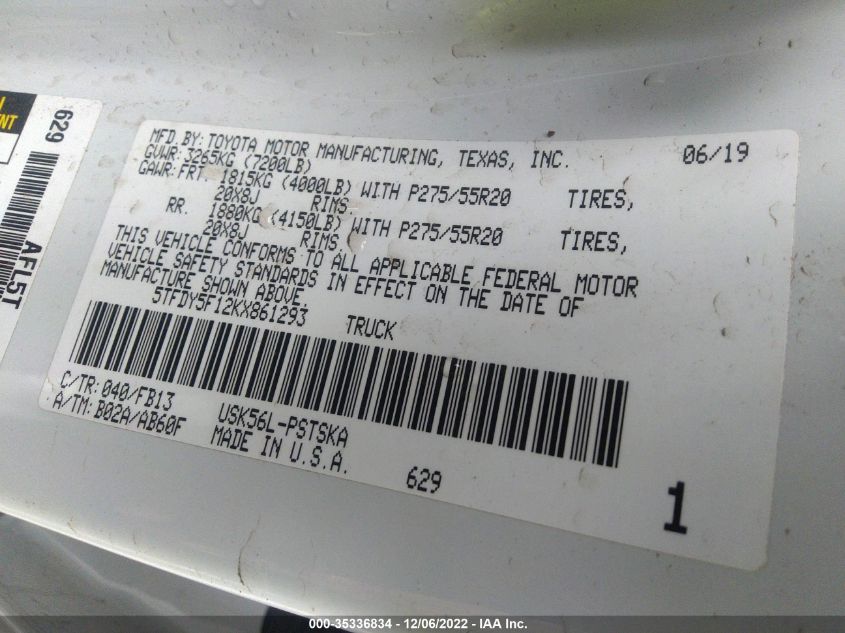 MFD BY: TOYOTA MOTOR MANUFACTURING, TEXAS, INC. 06/19
GVWR: 3265KG (7200LB)
GAWR: FRT. 1815KG (4000LB) WITH P275/55R20 TIRES,
20X8J RIMS.
RR. 1880KG (4150LB) WITH P275/55R20 TIRES,
20X8J RIMS.
THIS VEHICLE CONFORMS TO ALL APPLICABLE FEDERAL MOTOR
VEHICLE SAFETY STANDARDS IN EFFECT ON THE DATE OF
MANUFACTURE SHOWN ABOVE.
5TFDY5F12KX861293 TRUCK
C/TR: 040/FB13
A/TM: B02A/AB60F
USK56L-PSTSKA
MADE IN U.S.A.
629
1
629
AFL5T
000-35336834 - 12/06/2022 - IAA Inc.